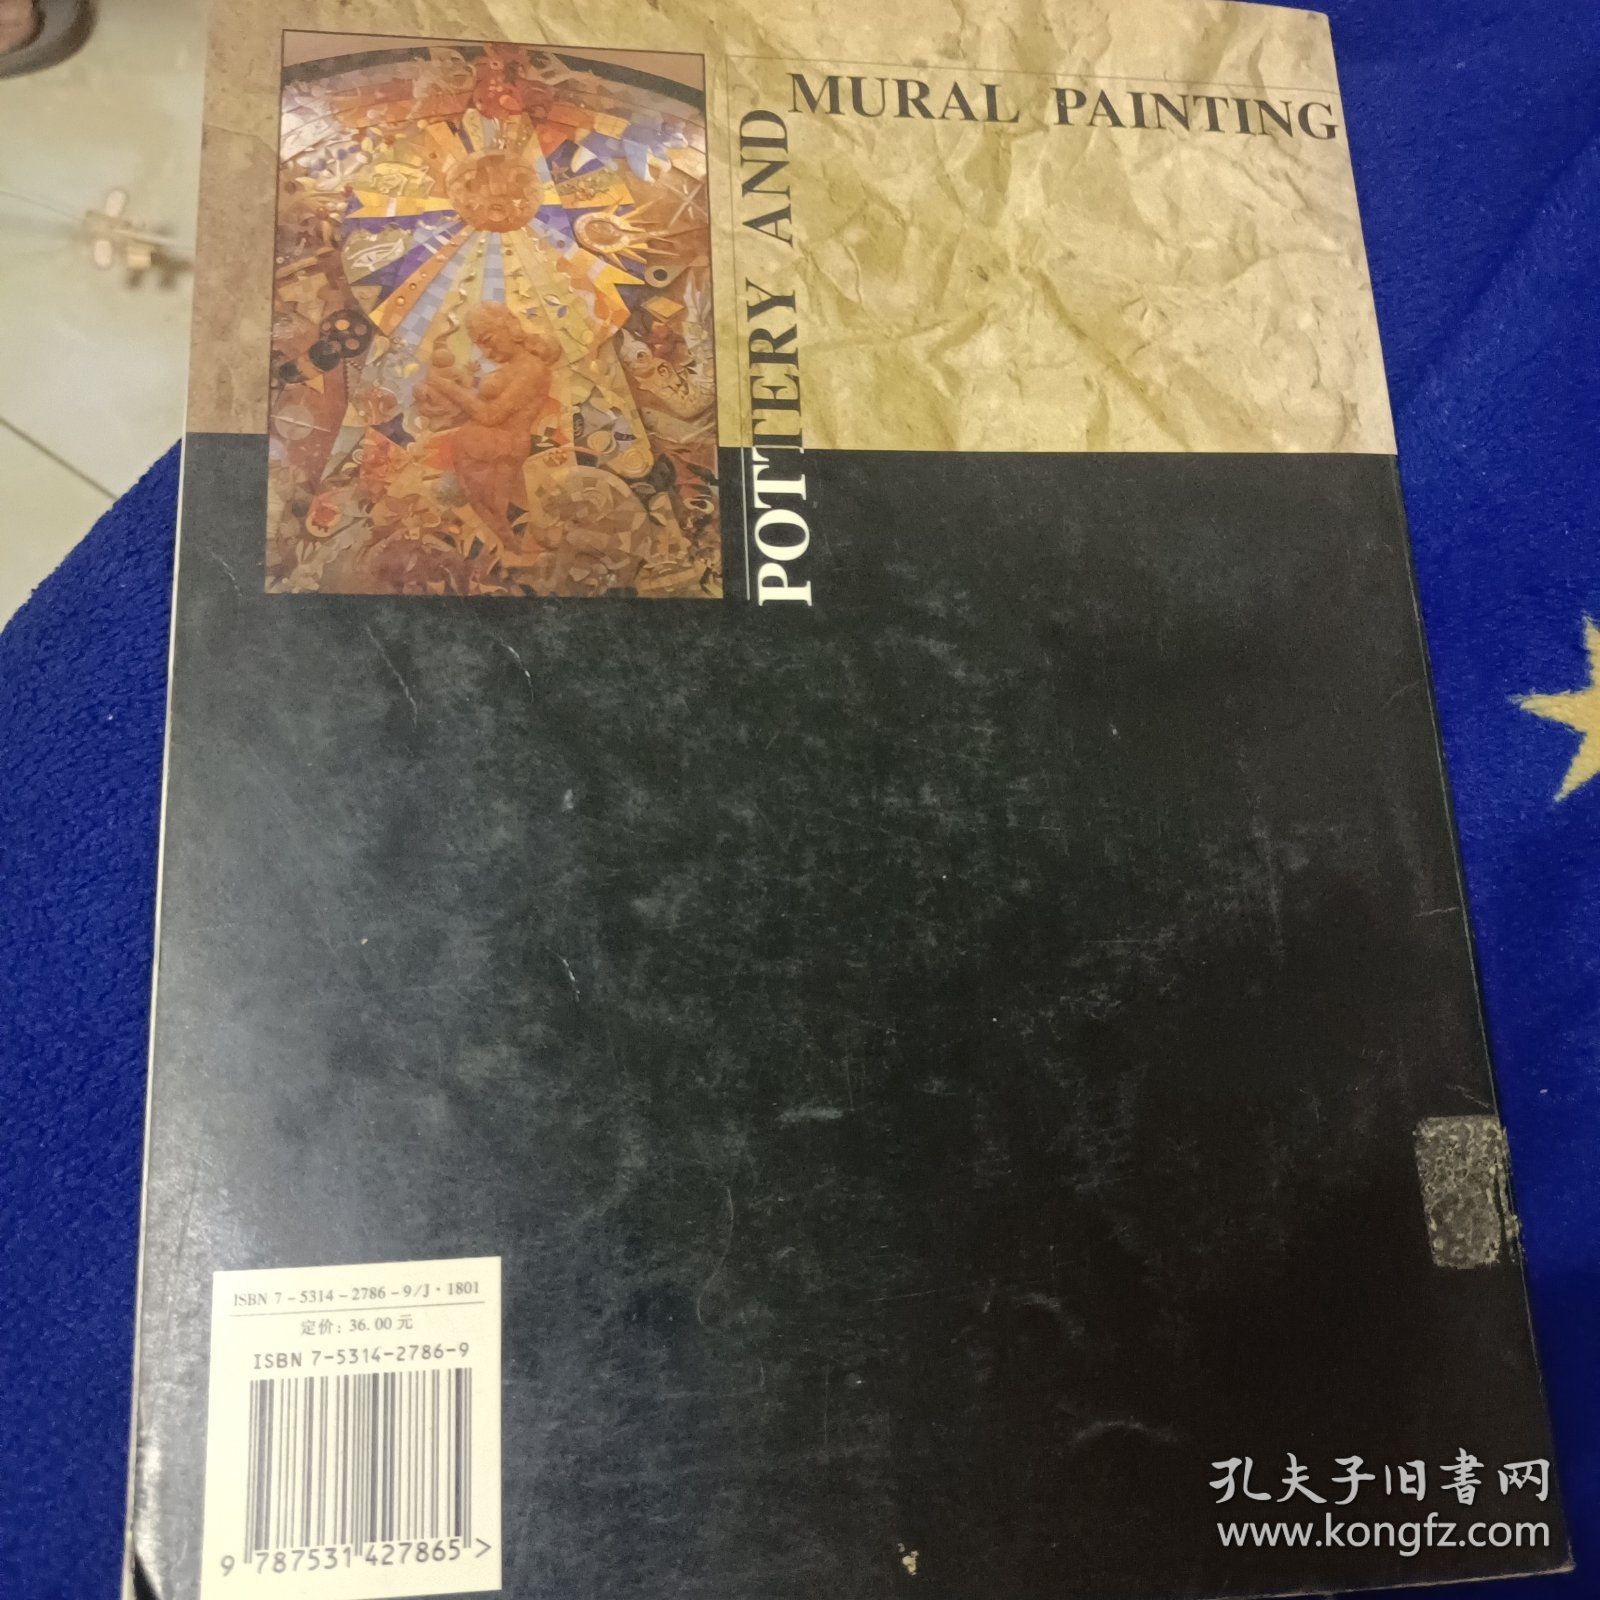 MURAL PAINTING
POTTERY AND
ISBN 7-5314-2786-9/J·1801
定价: 36.00元
ISBN 7-5314-2786-9
9 787531 427865 >
孔夫子旧書网
www.kongfz.com